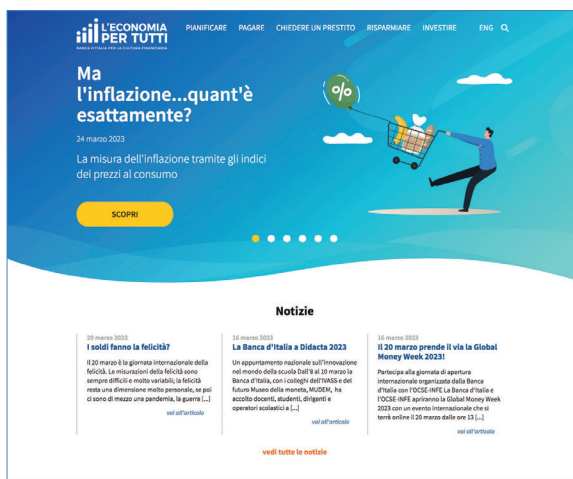 L'ECONOMIA
PER TUTTI
BANCA D'ITALIA PER LA CULTURA FINANZIARIA
PIANIFICARE PAGARE CHIEDERE UN PRESTITO RISPARMIARE INVESTIRE ENG
Ma
l'inflazione...quant'è
esattamente?
24 marzo 2023
La misura dell'inflazione tramite gli indici
dei prezzi al consumo
SCOPRI
%
Notizie
20 marzo 2023
I soldi fanno la felicità?
Il 20 marzo è la giornata internazionale della
felicità. Le misurazioni della felicità sono
sempre difficili e molto variabili, la felicità
resta una dimensione molto personale, se poi
ci sono di mezzo una pandemia, la guerra [...]
vai all'articolo
16 marzo 2023
La Banca d'Italia a Didacta 2023
Un appuntamento nazionale sull'innovazione
nel mondo della scuola Dall'8 al 10 marzo la
Banca d'Italia, con i colleghi dell'IVASS e del
futuro Museo della moneta, MUDEM, ha
accolto docenti, studenti, dirigenti e
operatori scolastici a [...]
vai all'articolo
16 marzo 2023
Il 20 marzo prende il via la Global
Money Week 2023!
Partecipa alla giornata di apertura
internazionale organizzata dalla Banca
d'Italia con l'OCSE-INFE La Banca d'Italia e
l'OCSE-INFE apriranno la Global Money Week
2023 con un evento internazionale che si
terrà online il 20 marzo dalle ore 13 [...]
vai all'articolo
vedi tutte le notizie